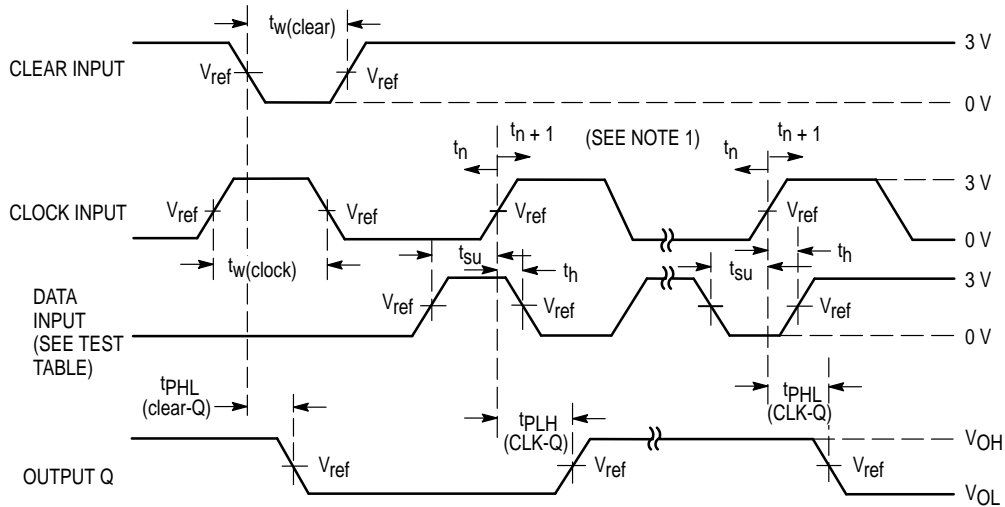 tw(clear)
3 V
CLEAR INPUT
Vref
Vref
0 V
tn
tn + 1
(SEE NOTE 1)
tn
tn + 1
3 V
CLOCK INPUT
Vref
Vref
Vref
Vref
0 V
tw(clock)
tsu
th
tsu
th
3 V
DATA
INPUT
(SEE TEST
TABLE)
Vref
Vref
Vref
Vref
0 V
tPHL
(clear-Q)
tPLH
(CLK-Q)
tPHL
(CLK-Q)
VOH
OUTPUT Q
Vref
Vref
Vref
VOL